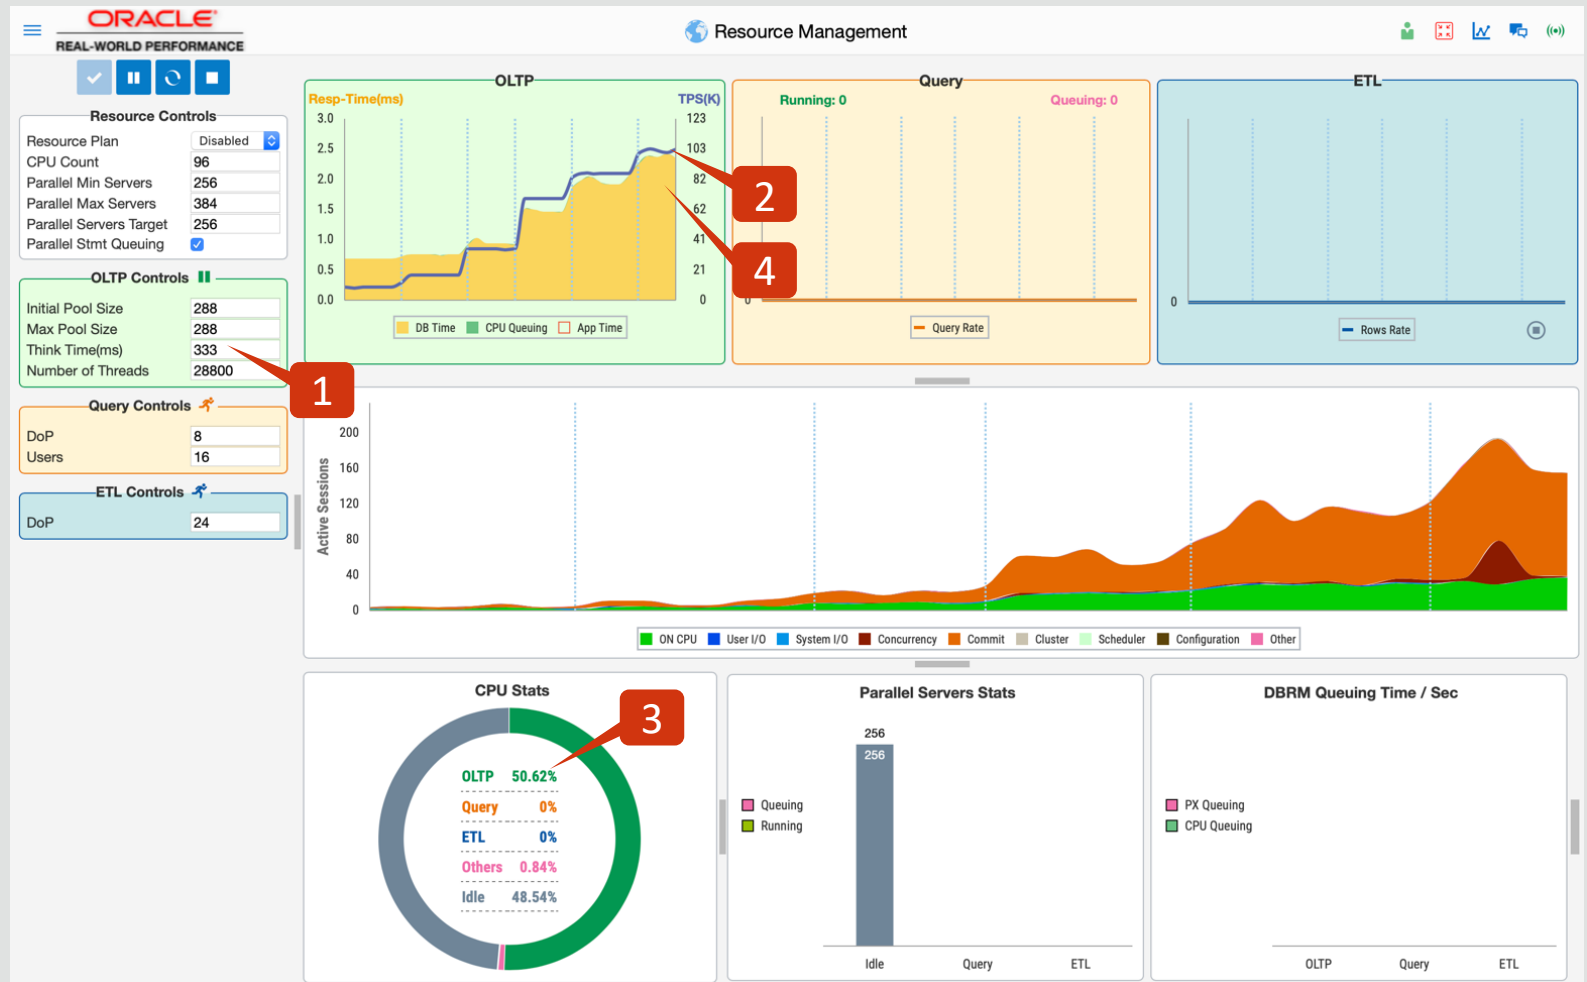 ORACLE
REAL-WORLD PERFORMANCE
Resource Management
Resource Controls
Resource Plan Disabled
CPU Count 96
Parallel Min Servers 256
Parallel Max Servers 384
Parallel Servers Target 256
Parallel Stmt Queuing
OLTP Controls
Initial Pool Size 288
Max Pool Size 288
Think Time(ms) 333
Number of Threads 28800
1
Query Controls
DoP 8
Users 16
ETL Controls
DoP 24
OLTP
Resp-Time(ms) TPS(K)
3.0 123
2.5 103
2.0 82
1.5 62
1.0 41
0.5 21
0.0 0
2
4
DB Time CPU Queuing App Time
Query
Running: 0 Queuing: 0
0
Query Rate
ETL
0
Rows Rate
Active Sessions
200
160
120
80
40
0
ON CPU User I/O System I/O Concurrency Commit Cluster Scheduler Configuration Other
CPU Stats
3
OLTP 50.62%
Query 0%
ETL 0%
Others 0.84%
Idle 48.54%
Parallel Servers Stats
256
256
Queuing
Running
Idle Query ETL
DBRM Queuing Time / Sec
PX Queuing
CPU Queuing
OLTP Query ETL